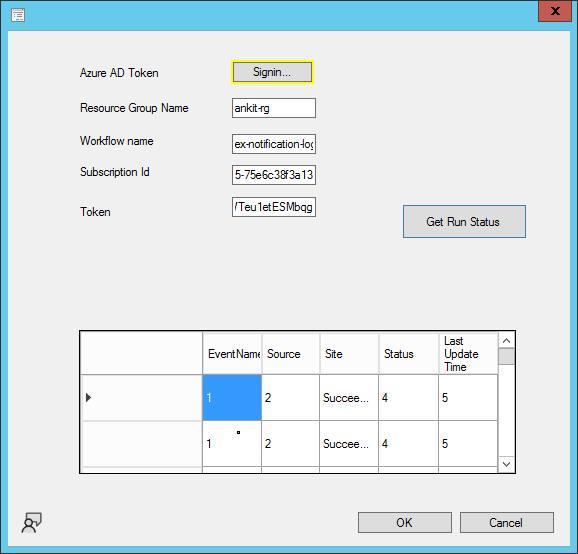 X
Azure AD Token
Signin...
Resource Group Name
ankit-rg
Workflow name
ex-notification-log
Subscription Id
5-75e6c38f3a13
Token
/Teu1etESMbqg
Get Run Status
EventName Source Site Status Last
Update
Time
1 2 Succee... 4 5
1 2 Succee... 4 5
OK Cancel